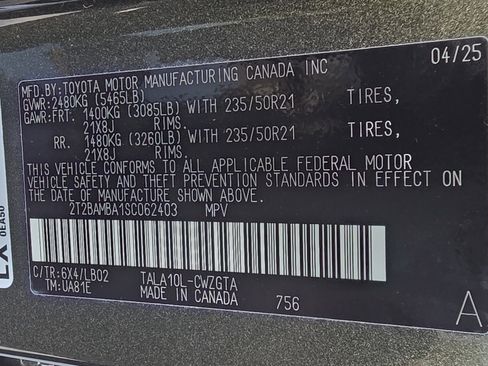 MFD.BY:TOYOTA MOTOR MANUFACTURING CANADA INC 04/25
GVWR:2480KG (5465LB)
GAWR:FRT. 1400KG (3085LB) WITH 235/50R21 TIRES,
21X8J RIMS.
RR. 1480KG (3260LB) WITH 235/50R21 TIRES,
21X8J RIMS.
THIS VEHICLE CONFORMS TO ALL APPLICABLE FEDERAL MOTOR
VEHICLE SAFETY AND THEFT PREVENTION STANDARDS IN EFFECT ON
THE DATE OF MANUFACTURE SHOWN ABOVE.
2T2BAMBA1SC062403 MPV
C/TR:6X4/LB02 TALA10L-CWZGTA
TM:UA81E MADE IN CANADA 756 A
0EA50